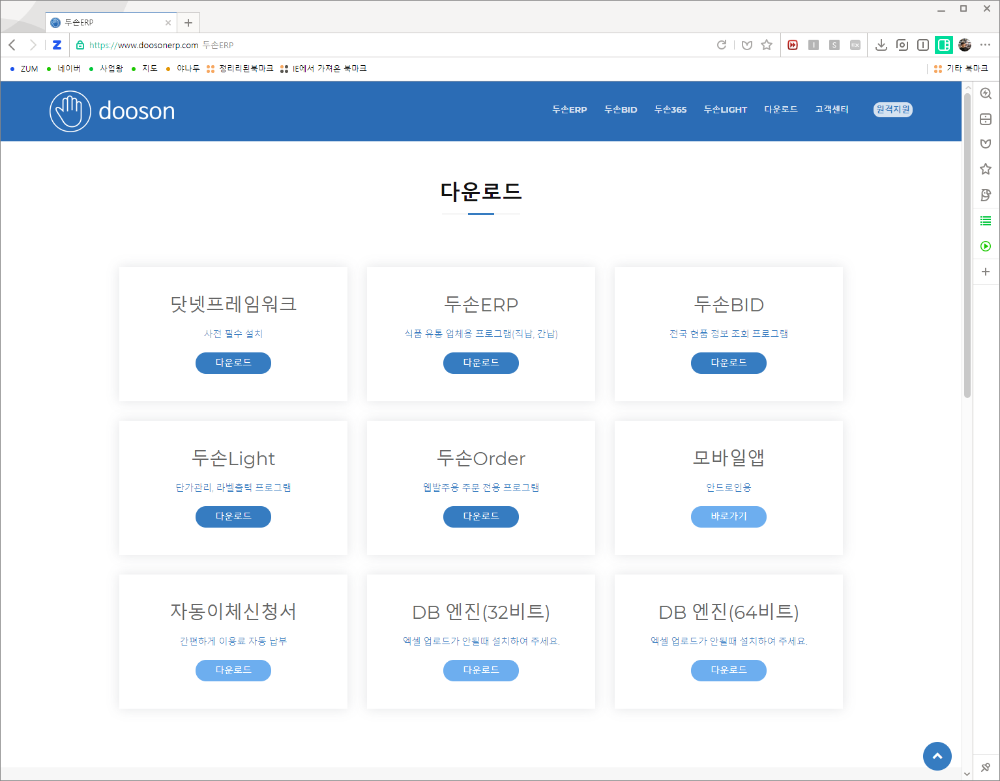 두손ERP
https://www.doosonerp.com 두손ERP
ZUM 네이버 사업왕 지도 야나두 정리리된북마크 IE에서 가져온 북마크 기타 북마크
dooson
두손ERP 두손BID 두손365 두손LIGHT 다운로드 고객센터 원격지원
다운로드
닷넷프레임워크
사전 필수 설치
다운로드
두손ERP
식품 유통 업체용 프로그램(직납, 간납)
다운로드
두손BID
전국 현품 정보 조회 프로그램
다운로드
두손Light
단가관리, 라벨출력 프로그램
다운로드
두손Order
웹발주용 주문 전용 프로그램
다운로드
모바일앱
안드로인용
바로가기
자동이체신청서
간편하게 이용료 자동 납부
다운로드
DB 엔진(32비트)
엑셀 업로드가 안될때 설치하여 주세요.
다운로드
DB 엔진(64비트)
엑셀 업로드가 안될때 설치하여 주세요.
다운로드